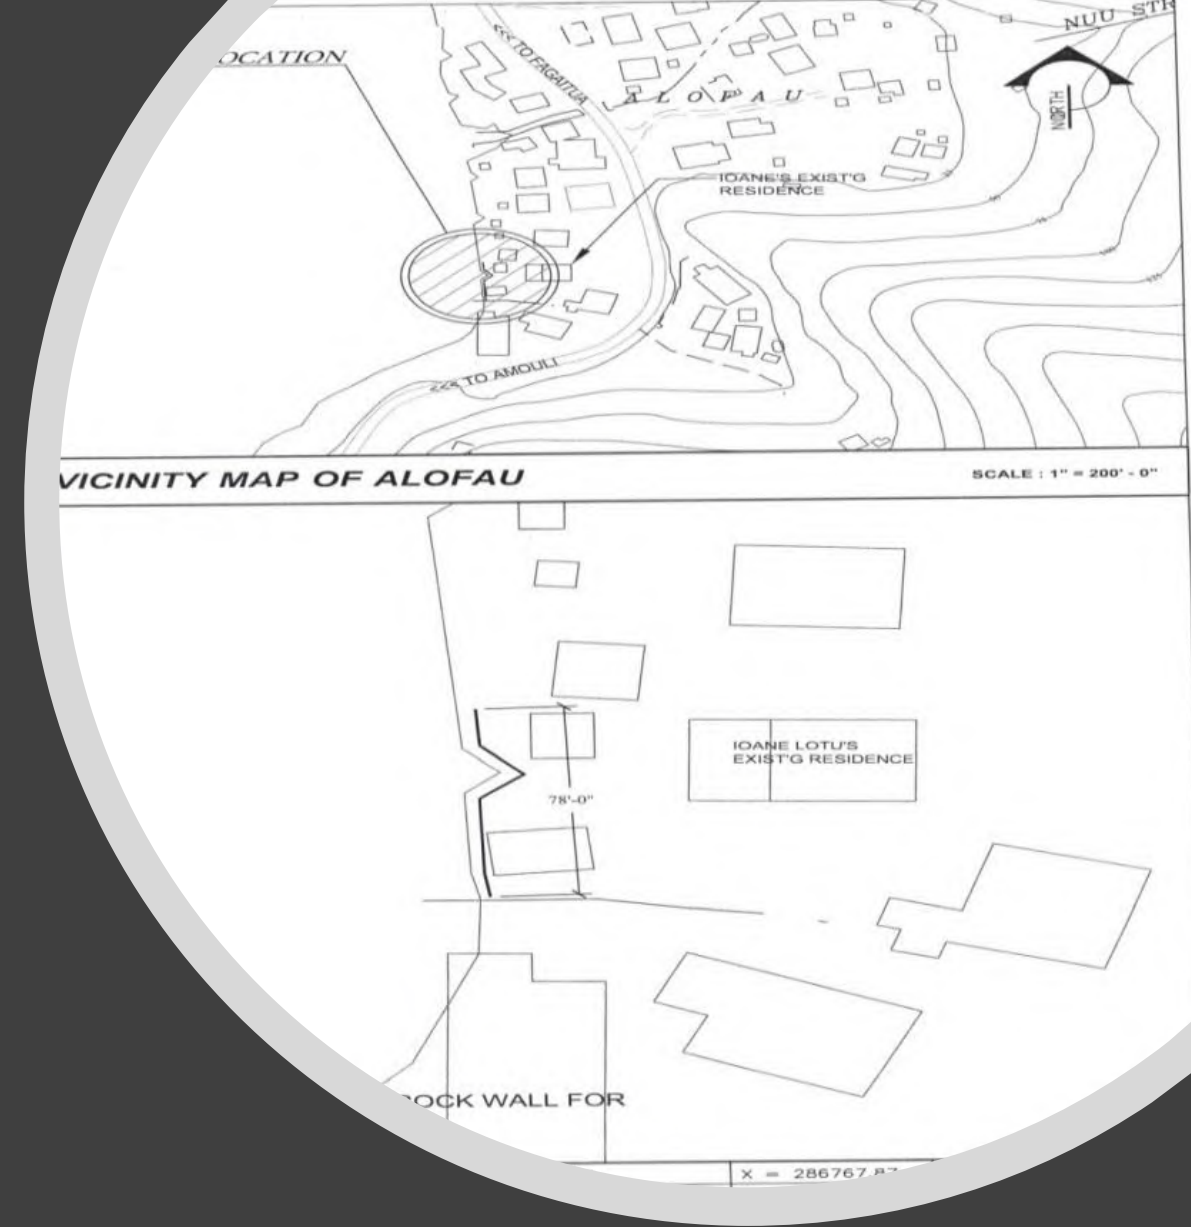 NUU STR
OCATION
<<< TO FAGAITUA
NORTH
ALOFAU
IOANE'S EXIST'G
RESIDENCE
<<< TO AMOULI
VICINITY MAP OF ALOFAU
SCALE : 1" = 200' - 0"
IOANE LOTU'S
EXIST'G RESIDENCE
78'-0"
OCK WALL FOR
X = 286767.87